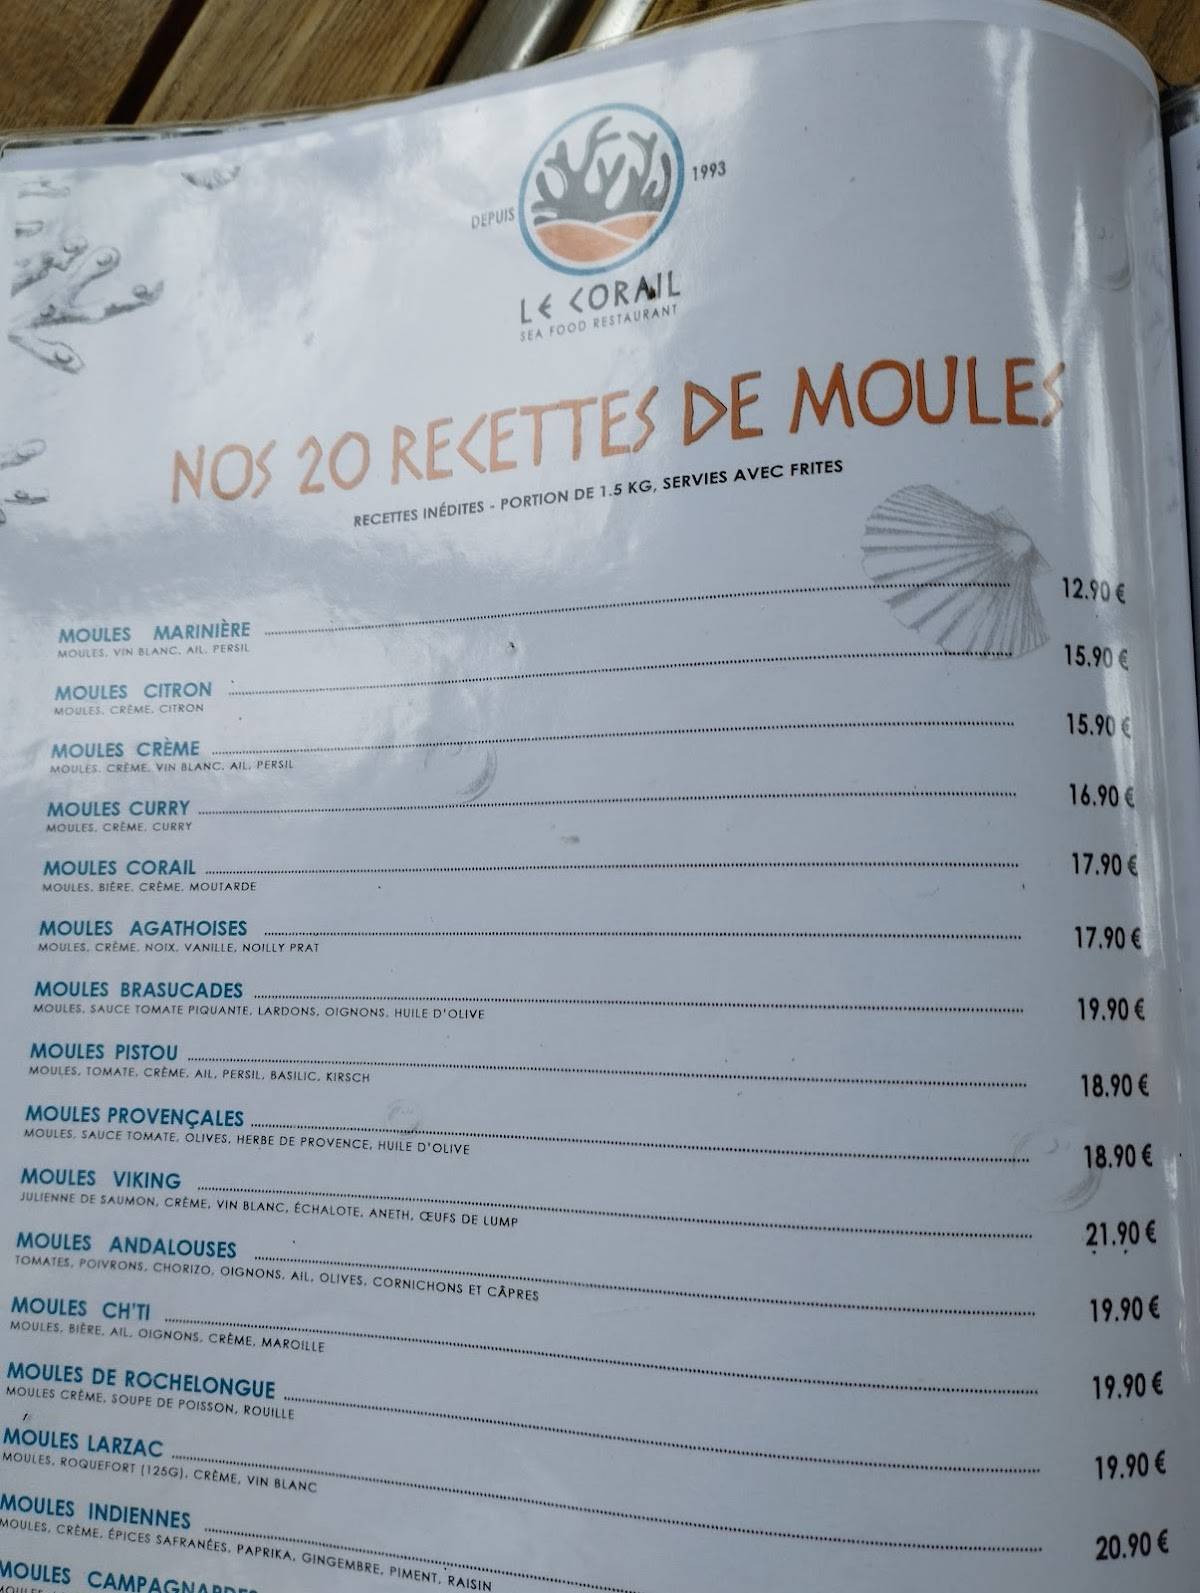 DEPUIS 1993
LE CORAIL
SEA FOOD RESTAURANT
NOS 20 RECETTES DE MOULES
RECETTES INÉDITES - PORTION DE 1.5 KG, SERVIES AVEC FRITES
MOULES MARINIÈRE 12.90 €
MOULES, VIN BLANC, AIL, PERSIL
MOULES CITRON 15.90 €
MOULES, CRÈME, CITRON
MOULES CRÈME 15.90 €
MOULES, CRÈME, VIN BLANC, AIL, PERSIL
MOULES CURRY 16.90 €
MOULES, CRÈME, CURRY
MOULES CORAIL 17.90 €
MOULES, BIÈRE, CRÈME, MOUTARDE
MOULES AGATHOISES 17.90 €
MOULES, CRÈME, NOIX, VANILLE, NOILLY PRAT
MOULES BRASUCADES 19.90 €
MOULES, SAUCE TOMATE PIQUANTE, LARDONS, OIGNONS, HUILE D'OLIVE
MOULES PISTOU 18.90 €
MOULES, TOMATE, CRÈME, AIL, PERSIL, BASILIC, KIRSCH
MOULES PROVENÇALES 18.90 €
MOULES, SAUCE TOMATE, OLIVES, HERBE DE PROVENCE, HUILE D'OLIVE
MOULES VIKING 21.90 €
JULIENNE DE SAUMON, CRÈME, VIN BLANC, ÉCHALOTE, ANETH, ŒUFS DE LUMP
MOULES ANDALOUSES 19.90 €
TOMATES, POIVRONS, CHORIZO, OIGNONS, AIL, OLIVES, CORNICHONS ET CÂPRES
MOULES CH'TI 19.90 €
MOULES, BIÈRE, AIL, OIGNONS, CRÈME, MAROILLE
MOULES DE ROCHELONGUE 19.90 €
MOULES CRÈME, SOUPE DE POISSON, ROUILLE
MOULES LARZAC 20.90 €
MOULES, ROQUEFORT (125G), CRÈME, VIN BLANC
MOULES INDIENNES
MOULES, CRÈME, ÉPICES SAFRANÉES, PAPRIKA, GINGEMBRE, PIMENT, RAISIN
MOULES CAMPAGNARDES